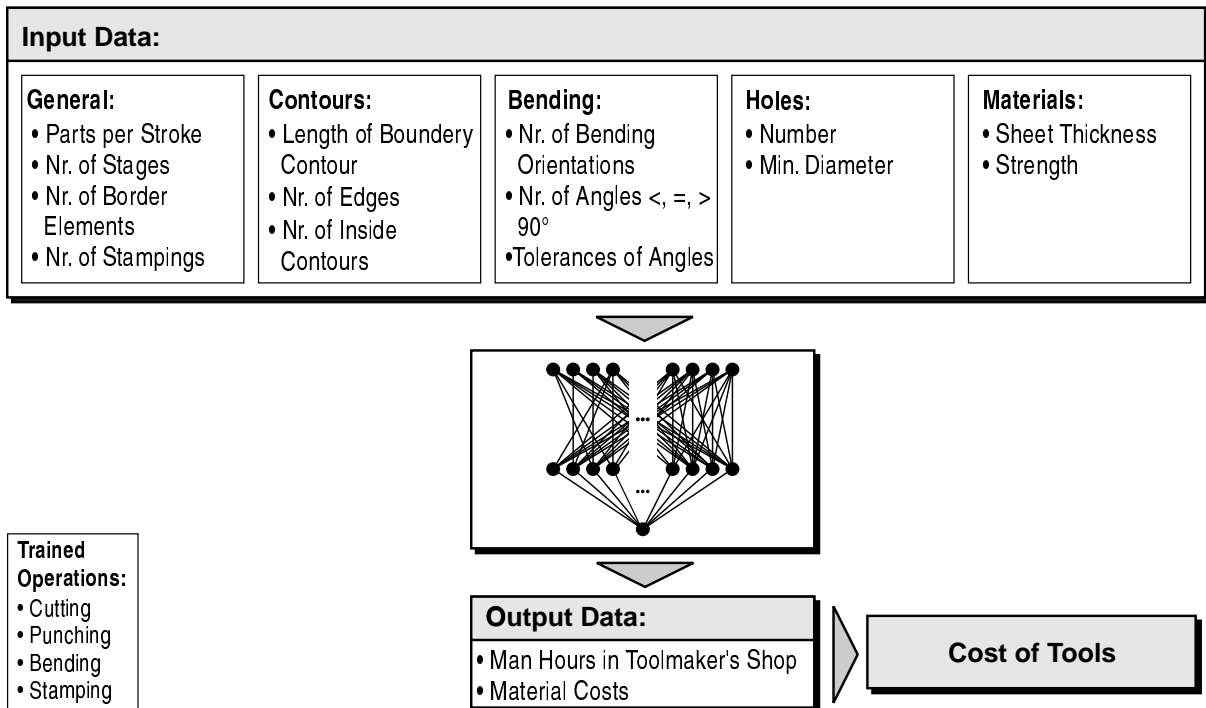 Input Data:
General:
• Parts per Stroke
• Nr. of Stages
• Nr. of Border
Elements
• Nr. of Stampings
Contours:
• Length of Boundery
Contour
• Nr. of Edges
• Nr. of Inside
Contours
Bending:
• Nr. of Bending
Orientations
• Nr. of Angles <, =, >
90°
•Tolerances of Angles
Holes:
• Number
• Min. Diameter
Materials:
• Sheet Thickness
• Strength
...
...
Trained
Operations:
• Cutting
• Punching
• Bending
• Stamping
Output Data:
• Man Hours in Toolmaker's Shop
• Material Costs
Cost of Tools